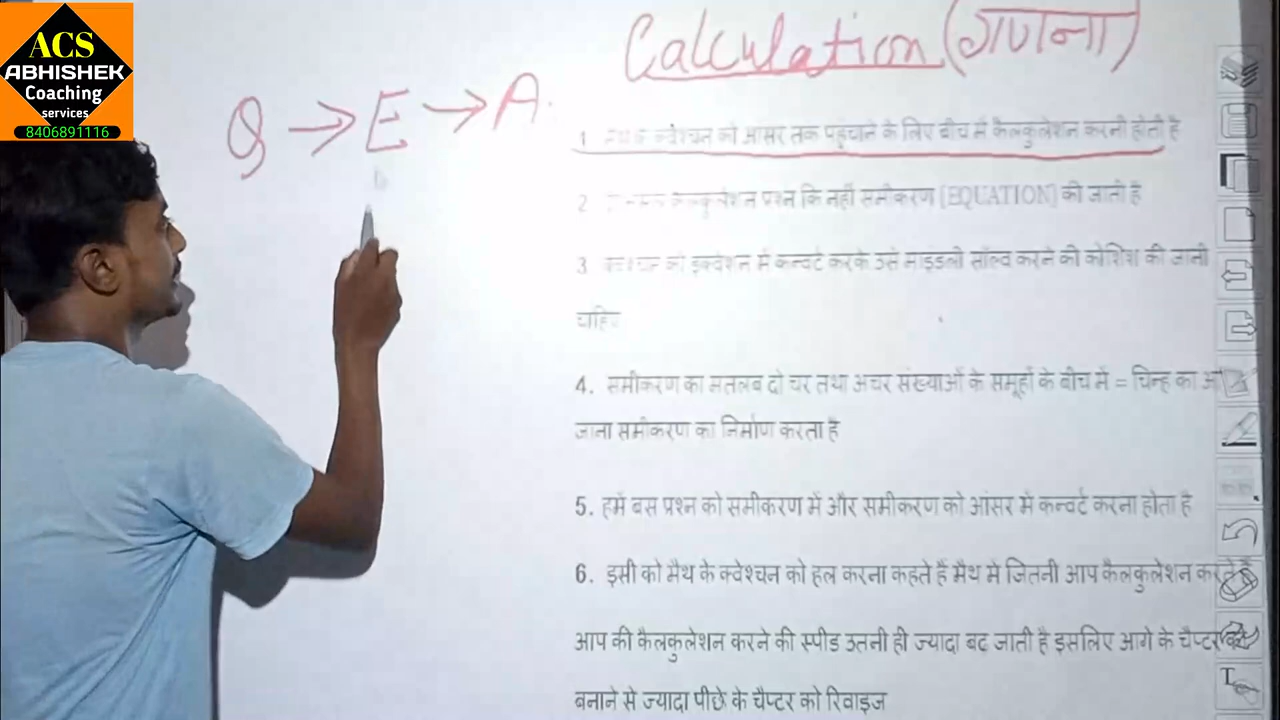 ACS
ABHISHEK
Coaching
services
8406891116
Calculation (गणना)
Q → E → A.
1 क्वेश्चन को आंसर तक पहुंचाने के लिए बीच में कैलकुलेशन करनी होती है
2 कैलकुलेशन प्रश्न कि नहीं समीकरण (EQUATION) की जाती है
3 क्वेश्चन को इक्वेशन में कन्वर्ट करके उसे माइंडली सॉल्व करने की कोशिश की जानी
चाहिए
4. समीकरण का मतलब दो चर तथा अचर संख्याओं के समूहों के बीच में = चिन्ह का आ
जाना समीकरण का निर्माण करता है
5. हमें बस प्रश्न को समीकरण में और समीकरण को आंसर में कन्वर्ट करना होता है
6. इसी को मैथ के क्वेश्चन को हल करना कहते हैं मैथ में जितनी आप कैलकुलेशन करते हैं
आप की कैलकुलेशन करने की स्पीड उतनी ही ज्यादा बढ़ जाती है इसलिए आगे के चैप्टर को
बनाने से ज्यादा पीछे के चैप्टर को रिवाइज